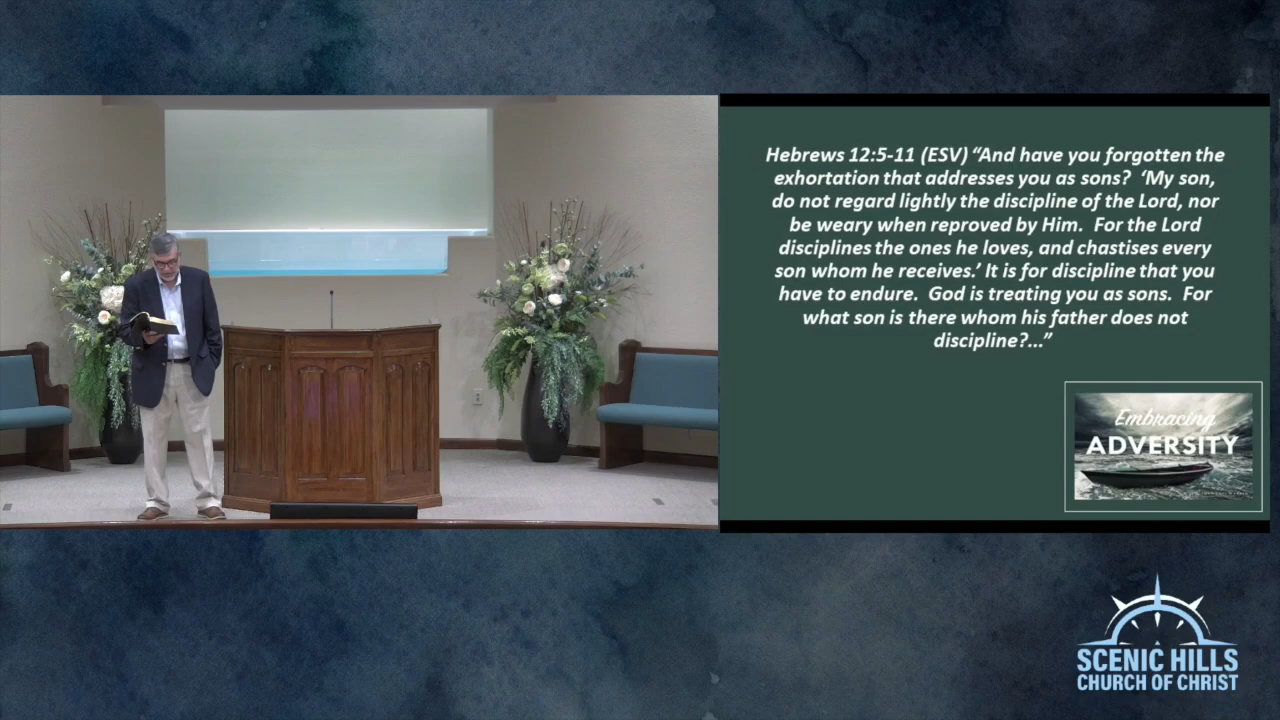 Hebrews 12:5-11 (ESV) “And have you forgotten the
exhortation that addresses you as sons?  ‘My son,
do not regard lightly the discipline of the Lord, nor
be weary when reproved by Him.  For the Lord
disciplines the ones he loves, and chastises every
son whom he receives.’ It is for discipline that you
have to endure.  God is treating you as sons.  For
what son is there whom his father does not
discipline?...”
Embracing
ADVERSITY
SCENIC HILLS
CHURCH OF CHRIST